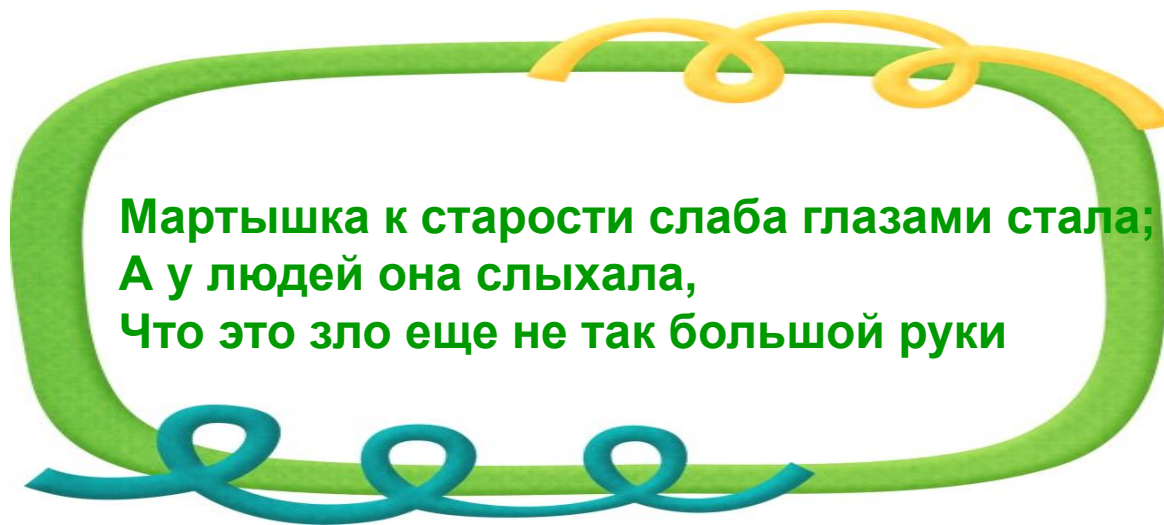 Мартышка к старости слаба глазами стала;
А у людей она слыхала,
Что это зло еще не так большой руки